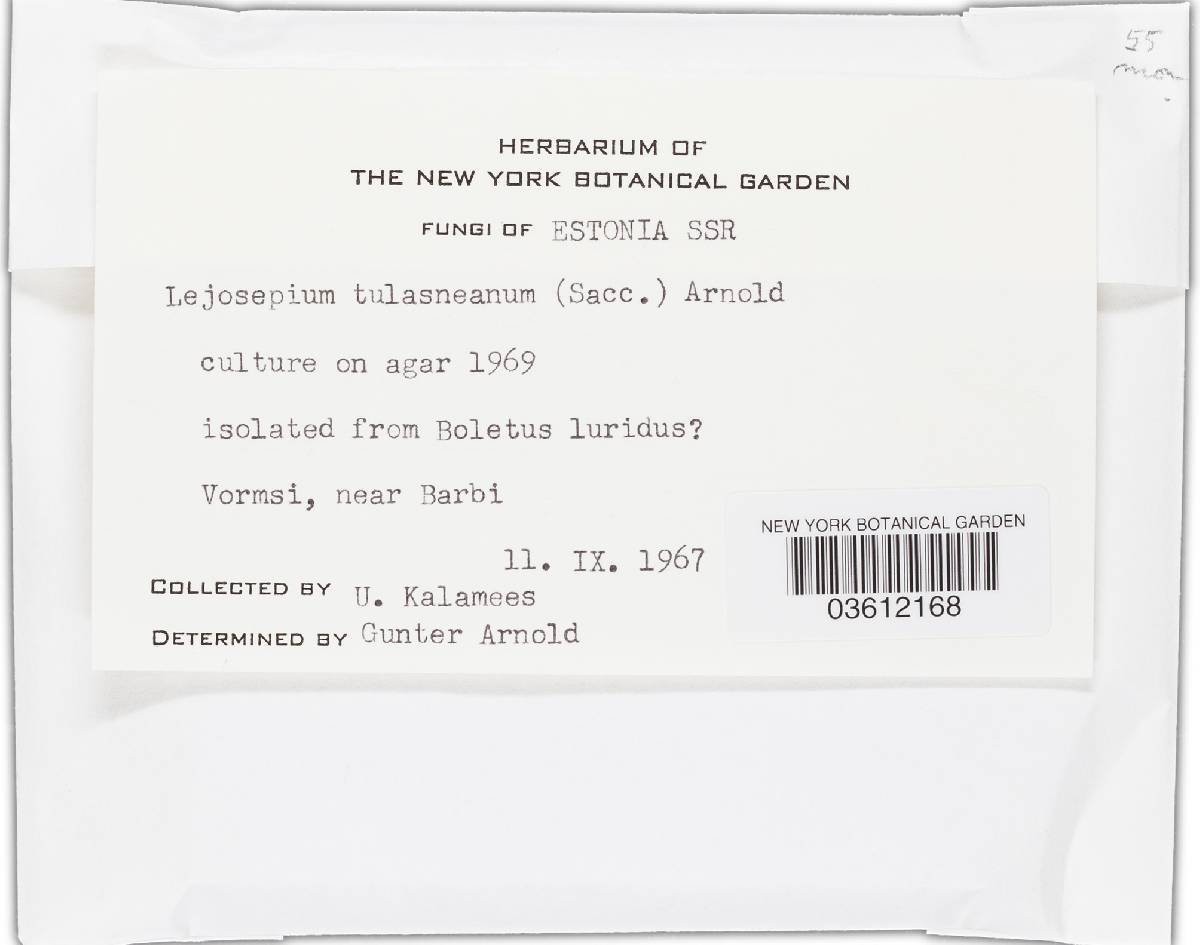 55
HERBARIUM OF
THE NEW YORK BOTANICAL GARDEN
FUNGI OF ESTONIA SSR
Lejosepium tulasneanum (Sacc.) Arnold
culture on agar 1969
isolated from Boletus luridus?
Vormsi, near Barbi
11. IX. 1967
COLLECTED BY U. Kalamees
DETERMINED BY Gunter Arnold
NEW YORK BOTANICAL GARDEN
03612168